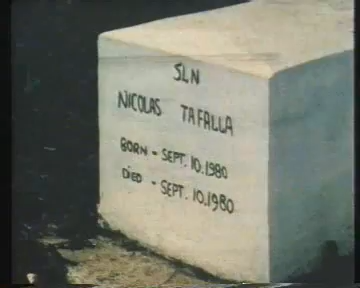 SLN
NICOLAS TAFALLA
BORN - SEPT. 10.1980
DIED - SEPT. 10.1980